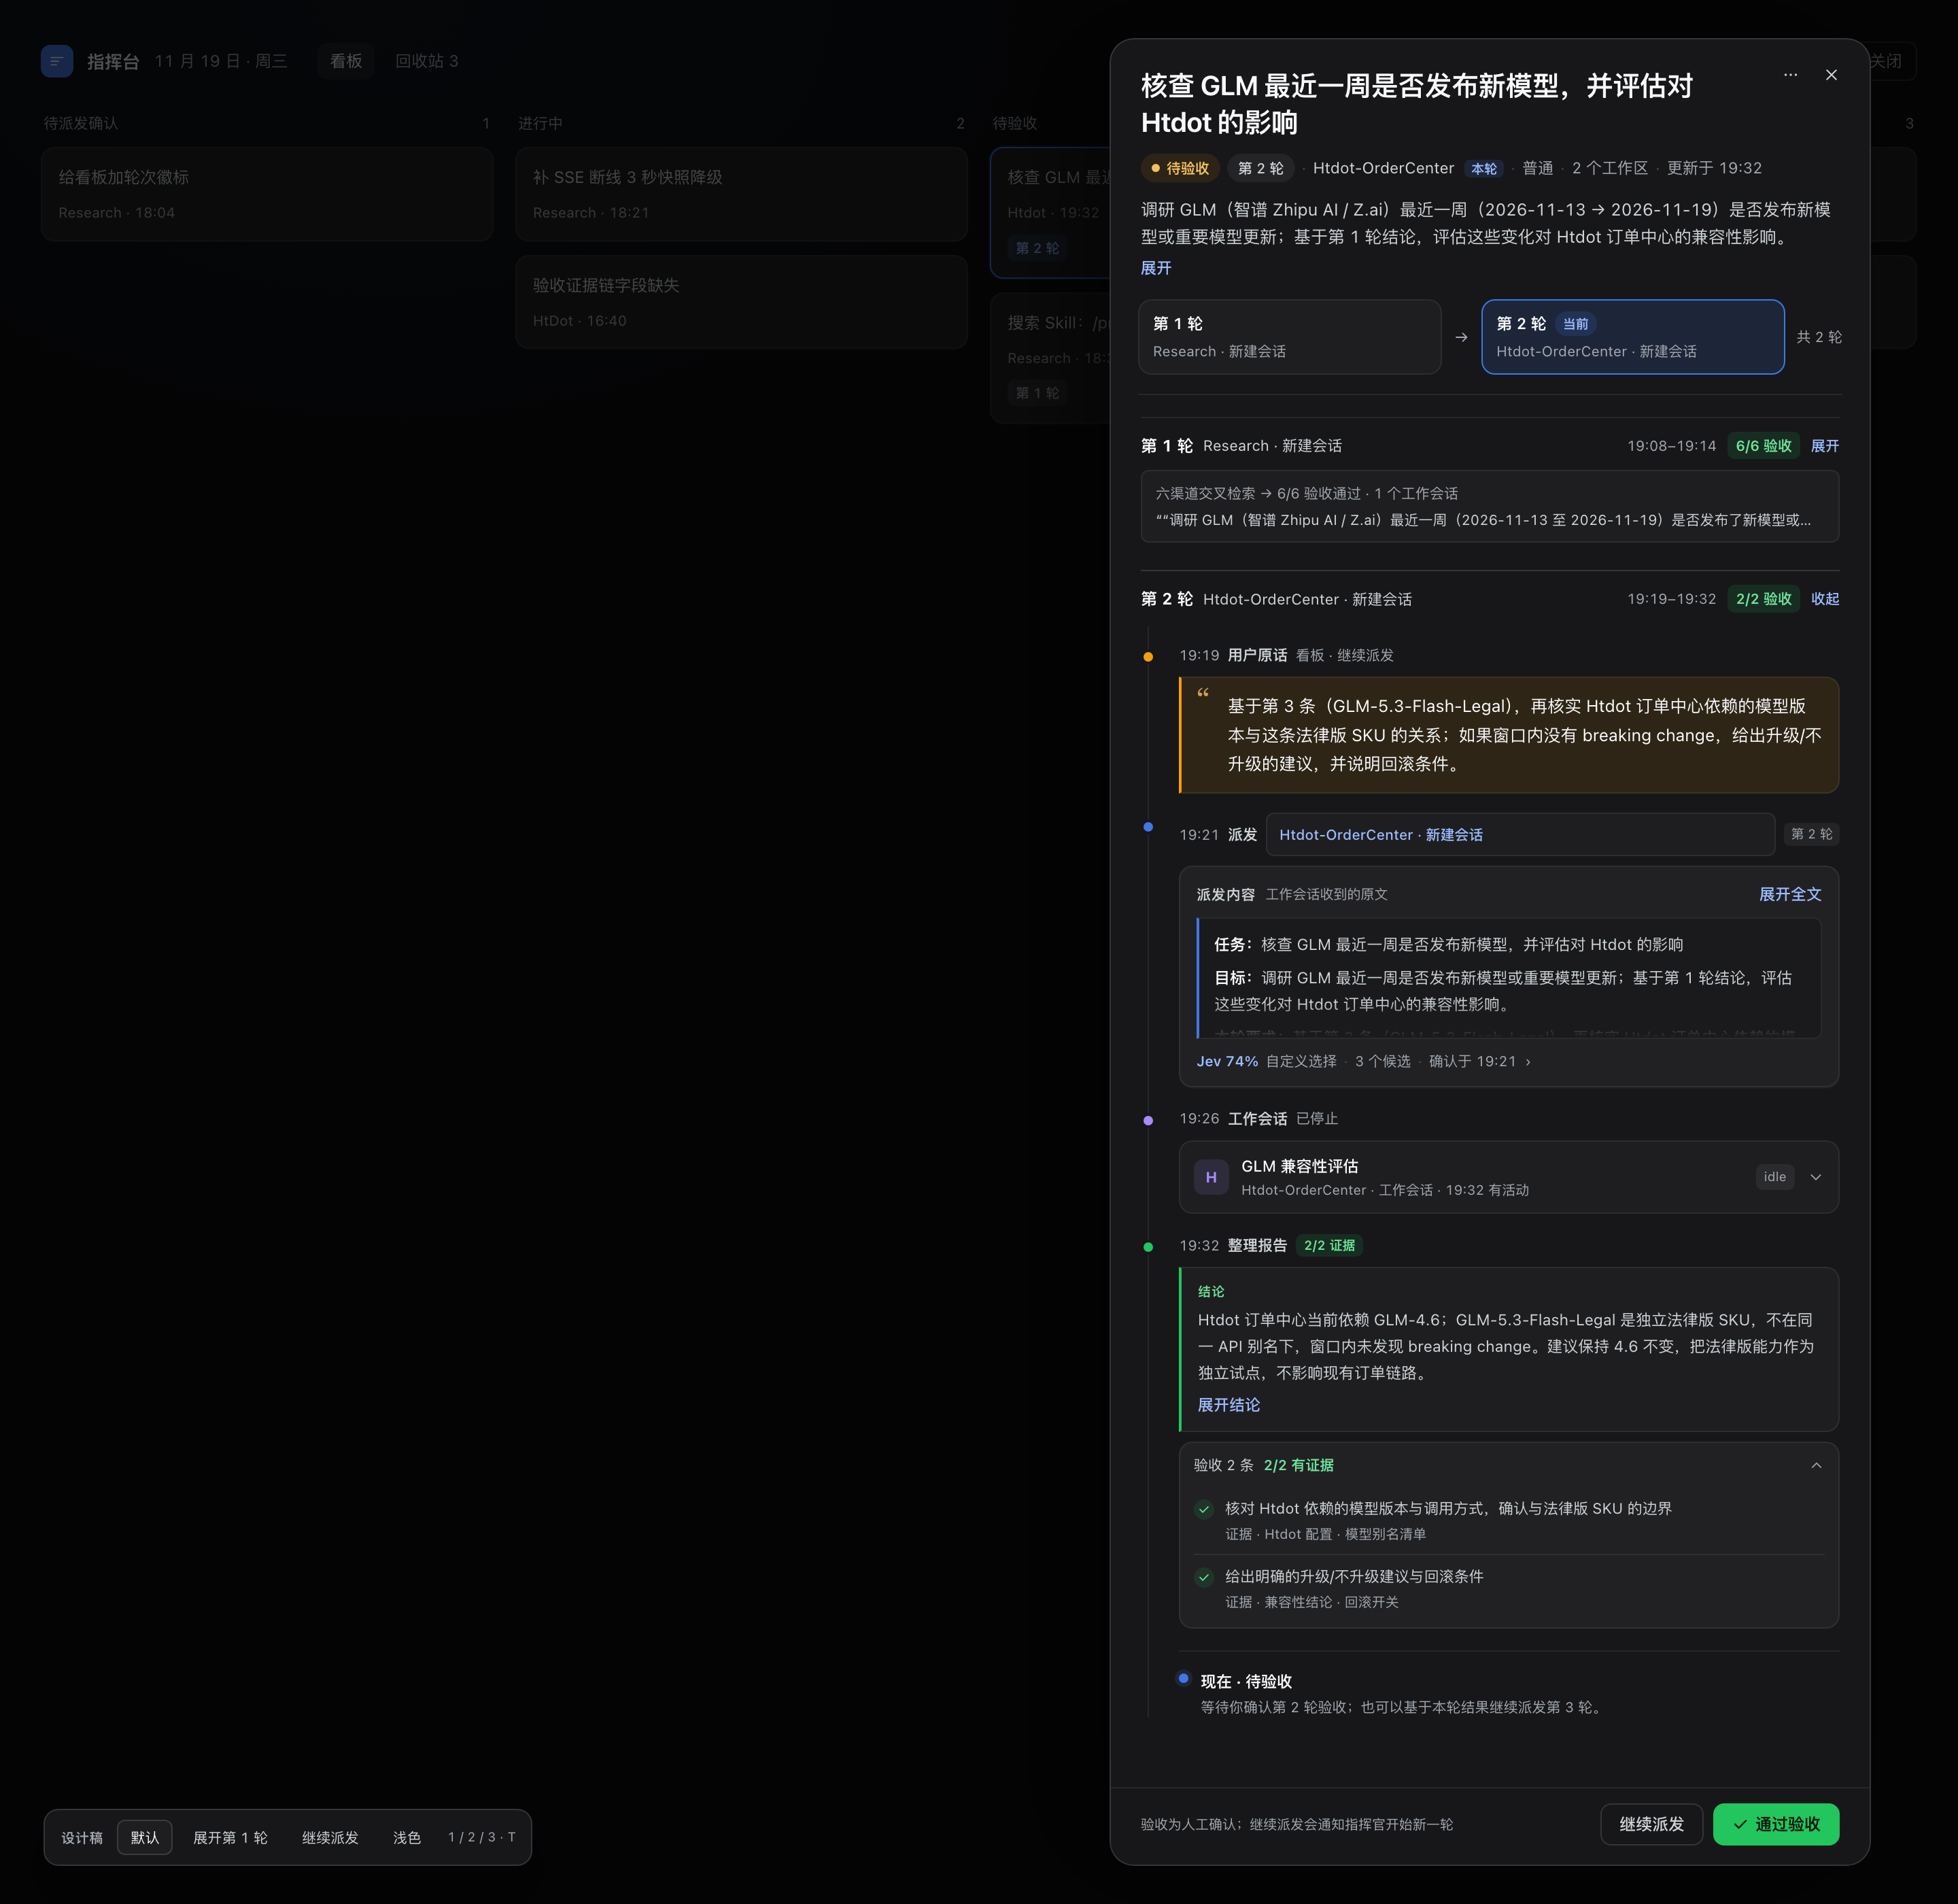 指挥台 11 月 19 日 · 周三 看板 回收站 3
关闭
待派发确认 1
给看板加轮次徽标
Research · 18:04
进行中 2
补 SSE 断线 3 秒快照降级
Research · 18:21
验收证据链字段缺失
HtDot · 16:40
待验收
核查 GLM 最近
Htdot · 19:32
第 2 轮
搜索 Skill：/p
Research · 18:
第 1 轮
3
核查 GLM 最近一周是否发布新模型，并评估对
Htdot 的影响
待验收 第 2 轮 · Htdot-OrderCenter 本轮 · 普通 · 2 个工作区 · 更新于 19:32
调研 GLM（智谱 Zhipu AI / Z.ai）最近一周（2026-11-13 → 2026-11-19）是否发布新模
型或重要模型更新；基于第 1 轮结论，评估这些变化对 Htdot 订单中心的兼容性影响。
展开
第 1 轮
Research · 新建会话
→
第 2 轮 当前
Htdot-OrderCenter · 新建会话
共 2 轮
第 1 轮 Research · 新建会话 19:08–19:14 6/6 验收 展开
六渠道交叉检索 → 6/6 验收通过 · 1 个工作会话
““调研 GLM（智谱 Zhipu AI / Z.ai）最近一周（2026-11-13 至 2026-11-19）是否发布了新模型或...
第 2 轮 Htdot-OrderCenter · 新建会话 19:19–19:32 2/2 验收 收起
19:19 用户原话 看板 · 继续派发
“
基于第 3 条（GLM-5.3-Flash-Legal），再核实 Htdot 订单中心依赖的模型版
本与这条法律版 SKU 的关系；如果窗口内没有 breaking change，给出升级/不
升级的建议，并说明回滚条件。
19:21 派发 Htdot-OrderCenter · 新建会话 第 2 轮
派发内容 工作会话收到的原文 展开全文
任务：核查 GLM 最近一周是否发布新模型，并评估对 Htdot 的影响
目标：调研 GLM 最近一周是否发布新模型或重要模型更新；基于第 1 轮结论，评估
这些变化对 Htdot 订单中心的兼容性影响。
本轮要求：基于第 3 条（GLM-5.3-Flash-Legal），再核实 Htdot 订单中心依赖的模
Jev 74% 自定义选择 · 3 个候选 · 确认于 19:21 ›
19:26 工作会话 已停止
H
GLM 兼容性评估
Htdot-OrderCenter · 工作会话 · 19:32 有活动
idle
19:32 整理报告 2/2 证据
结论
Htdot 订单中心当前依赖 GLM-4.6；GLM-5.3-Flash-Legal 是独立法律版 SKU，不在同
一 API 别名下，窗口内未发现 breaking change。建议保持 4.6 不变，把法律版能力作为
独立试点，不影响现有订单链路。
展开结论
验收 2 条 2/2 有证据
核对 Htdot 依赖的模型版本与调用方式，确认与法律版 SKU 的边界
证据 · Htdot 配置 · 模型别名清单
给出明确的升级/不升级建议与回滚条件
证据 · 兼容性结论 · 回滚开关
现在 · 待验收
等待你确认第 2 轮验收；也可以基于本轮结果继续派发第 3 轮。
验收为人工确认；继续派发会通知指挥官开始新一轮 继续派发 通过验收
设计稿 默认 展开第 1 轮 继续派发 浅色 1 / 2 / 3 · T